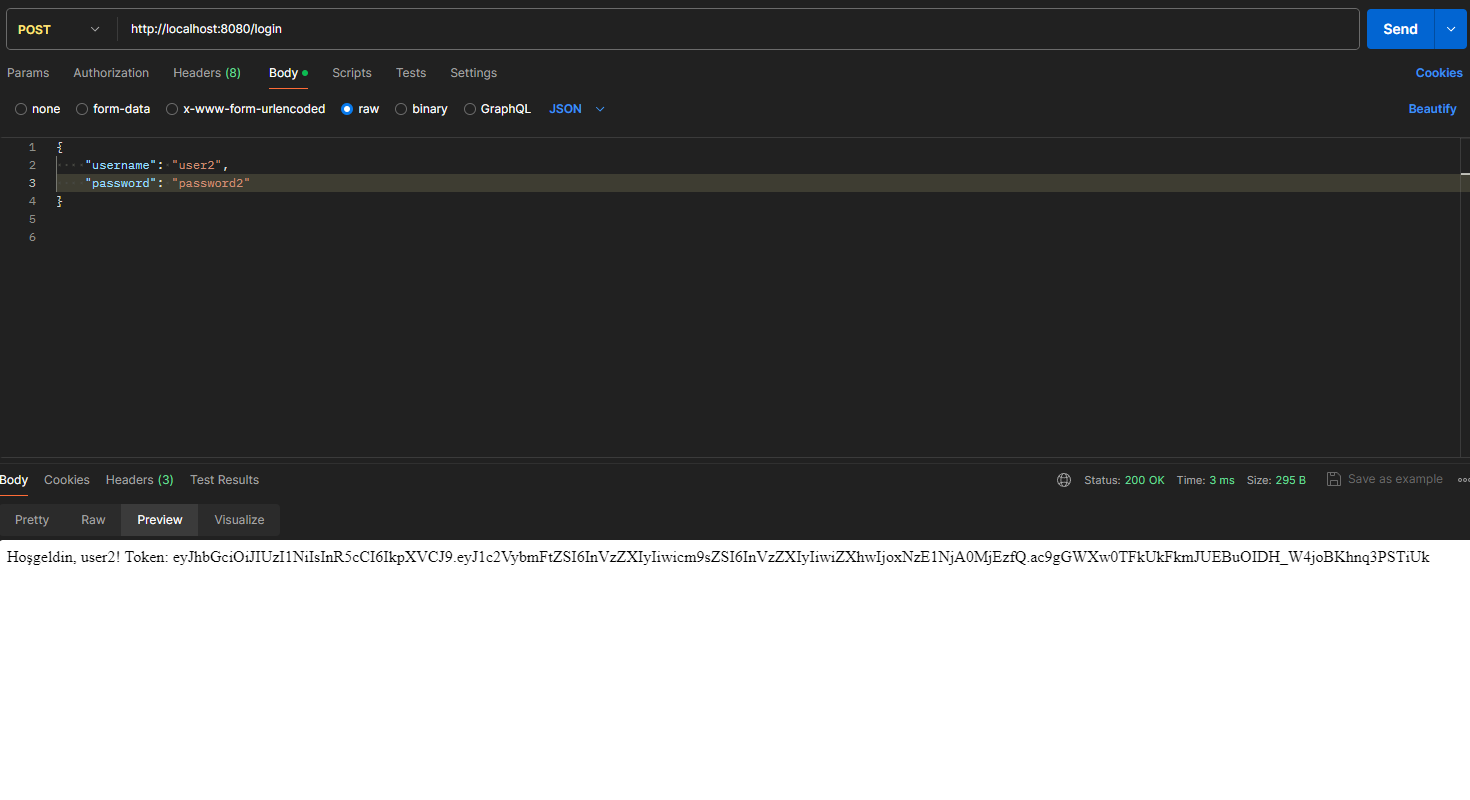 POST http://localhost:8080/login Send
Params Authorization Headers (8) Body Scripts Tests Settings Cookies
none form-data x-www-form-urlencoded raw binary GraphQL JSON Beautify
1 {
2 "username": "user2",
3 "password": "password2"
4 }
5
6
Body Cookies Headers (3) Test Results Status: 200 OK Time: 3 ms Size: 295 B Save as example
Pretty Raw Preview Visualize
Hoşgeldin, user2! Token: eyJhbGciOiJIUzI1NiIsInR5cCI6IkpXVCJ9.eyJ1c2VybmFtZSI6InVzZXIyIiwicm9sZSI6InVzZXIyIiwiZXhwIjoxNzE1NjA0MjEzfQ.ac9gGWXw0TFkUkFkmJUEBuOIDH_W4joBKhnq3PSTiUk